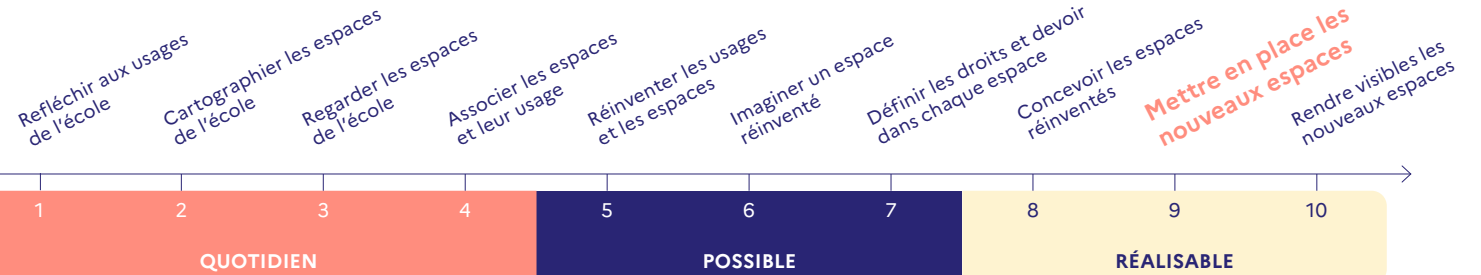 Refléchir aux usages
de l'école
Cartographier les espaces
de l'école
Regarder les espaces
de l'école
Associer les espaces
et leur usage
Réinventer les usages
et les espaces
Imaginer un espace
réinventé
Définir les droits et devoir
dans chaque espace
Concevoir les espaces
réinventés
Mettre en place les
nouveaux espaces
Rendre visibles les
nouveaux espaces
1 2 3 4 5 6 7 8 9 10
QUOTIDIEN POSSIBLE RÉALISABLE